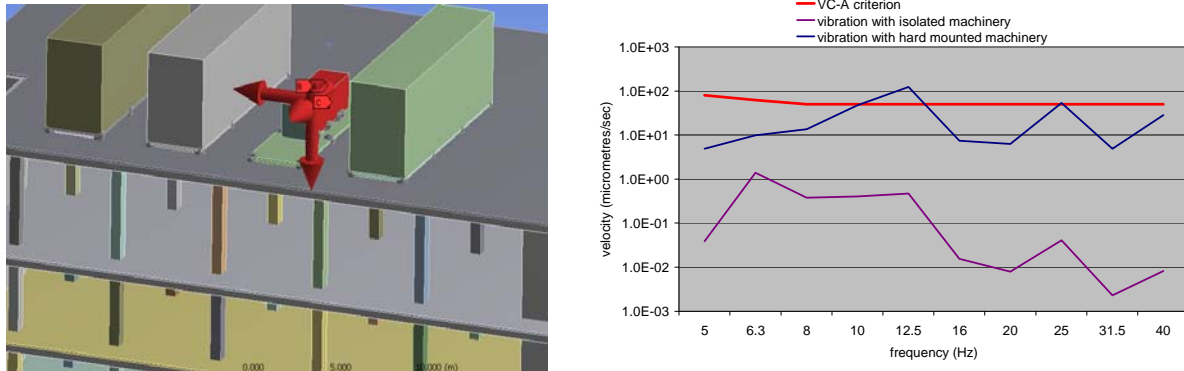 B
C
0.000 5.000 10.000 (m)
VC-A criterion
vibration with isolated machinery
vibration with hard mounted machinery
1.0E+03
1.0E+02
1.0E+01
1.0E+00
1.0E-01
1.0E-02
1.0E-03
velocity (micrometres/sec)
5 6.3 8 10 12.5 16 20 25 31.5 40
frequency (Hz)